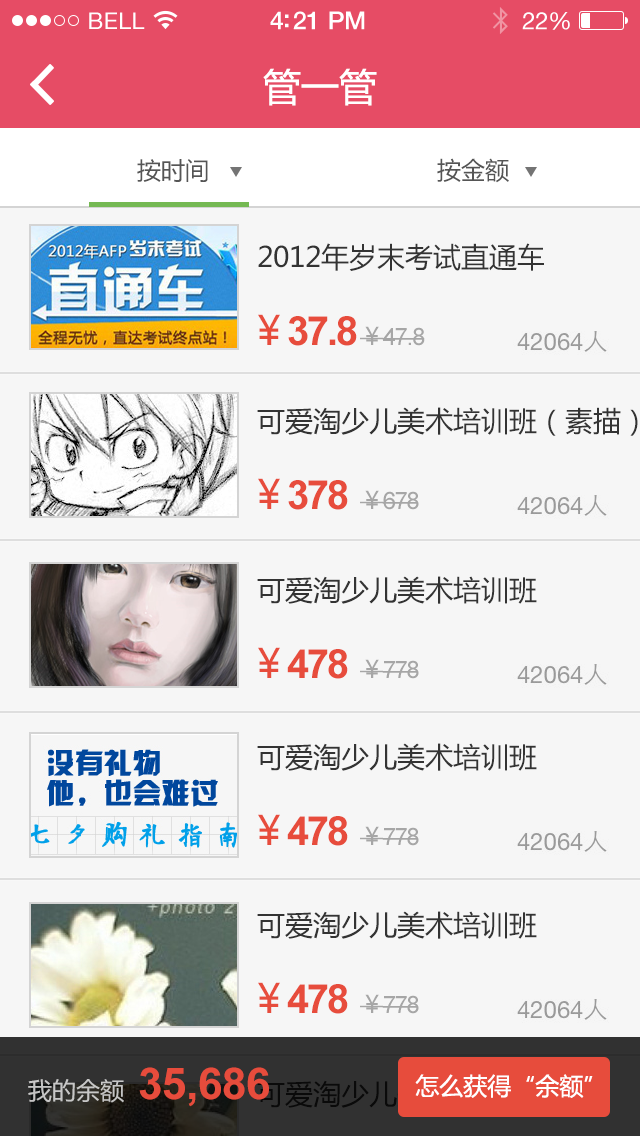 BELL 4:21 PM 22%
管一管
按时间 ▼ 按金额 ▼
2012年AFP岁末考试
直通车
全程无忧，直达考试终点站！
2012年岁末考试直通车
¥37.8 ¥47.8 42064人
可爱淘少儿美术培训班（素描）
¥378 ¥678 42064人
可爱淘少儿美术培训班
¥478 ¥778 42064人
没有礼物
他，也会难过
七夕购礼指南
可爱淘少儿美术培训班
¥478 ¥778 42064人
+photo 2
可爱淘少儿美术培训班
¥478 ¥778 42064人
可爱淘少儿
我的余额 35,686 怎么获得“余额”